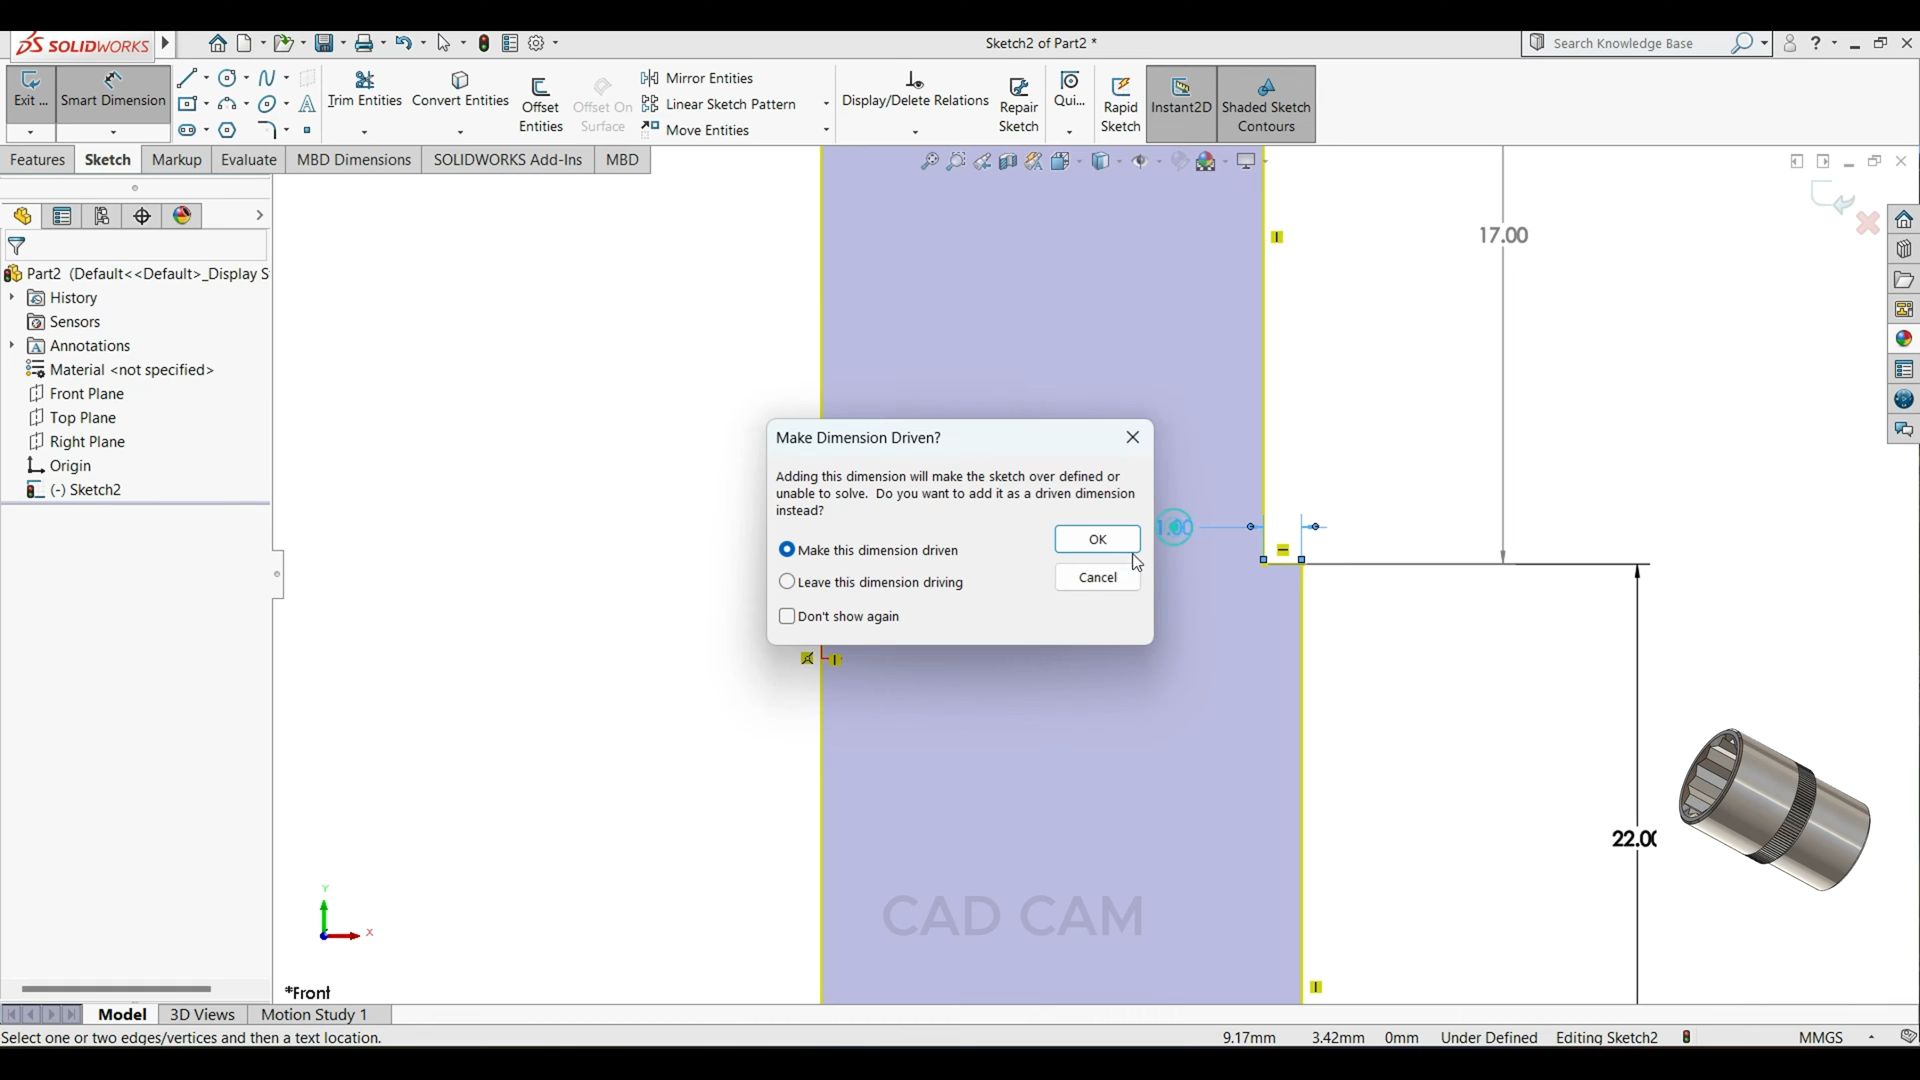 SOLIDWORKS
Sketch2 of Part2 *
Search Knowledge Base
?
Exit ...
Smart Dimension
Trim Entities
Convert Entities
Offset
Entities
Offset On
Surface
Mirror Entities
Linear Sketch Pattern
Move Entities
Display/Delete Relations
Repair
Sketch
Qui...
Rapid
Sketch
Instant2D
Shaded Sketch
Contours
Features
Sketch
Markup
Evaluate
MBD Dimensions
SOLIDWORKS Add-Ins
MBD
Part2 (Default<<Default>_Display S
History
Sensors
Annotations
Material <not specified>
Front Plane
Top Plane
Right Plane
Origin
(-) Sketch2
17.00
Make Dimension Driven?
Adding this dimension will make the sketch over defined or
unable to solve. Do you want to add it as a driven dimension
instead?
Make this dimension driven
Leave this dimension driving
Don't show again
OK
Cancel
1.00
22.00
CAD CAM
Y
X
*Front
Model
3D Views
Motion Study 1
Select one or two edges/vertices and then a text location.
9.17mm
3.42mm
0mm
Under Defined
Editing Sketch2
MMGS